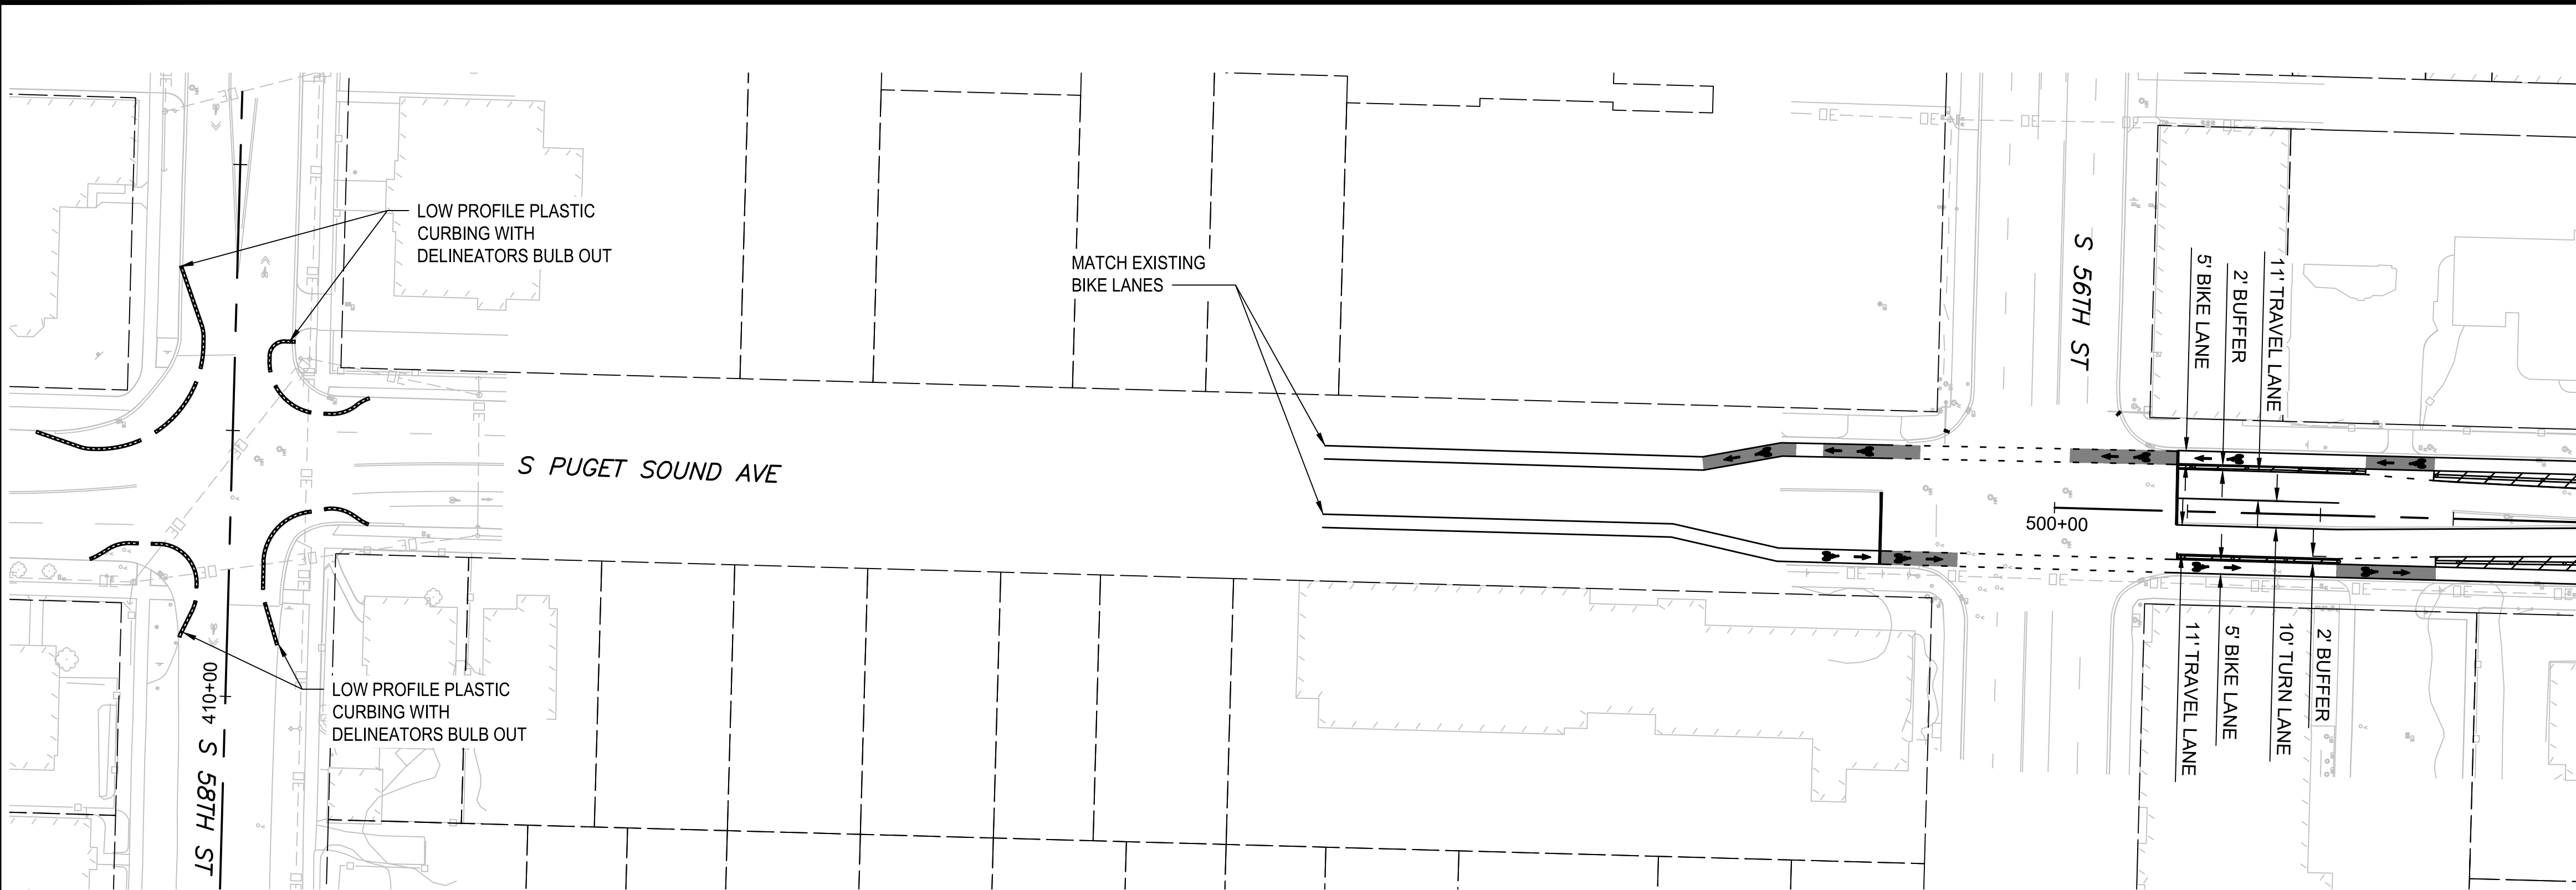 LOW PROFILE PLASTIC
CURBING WITH
DELINEATORS BULB OUT
MATCH EXISTING
BIKE LANES
S PUGET SOUND AVE
S 56TH ST
5' BIKE LANE
2' BUFFER
11' TRAVEL LANE
500+00
11' TRAVEL LANE
5' BIKE LANE
10' TURN LANE
2' BUFFER
LOW PROFILE PLASTIC
CURBING WITH
DELINEATORS BULB OUT
410+00
S 58TH ST